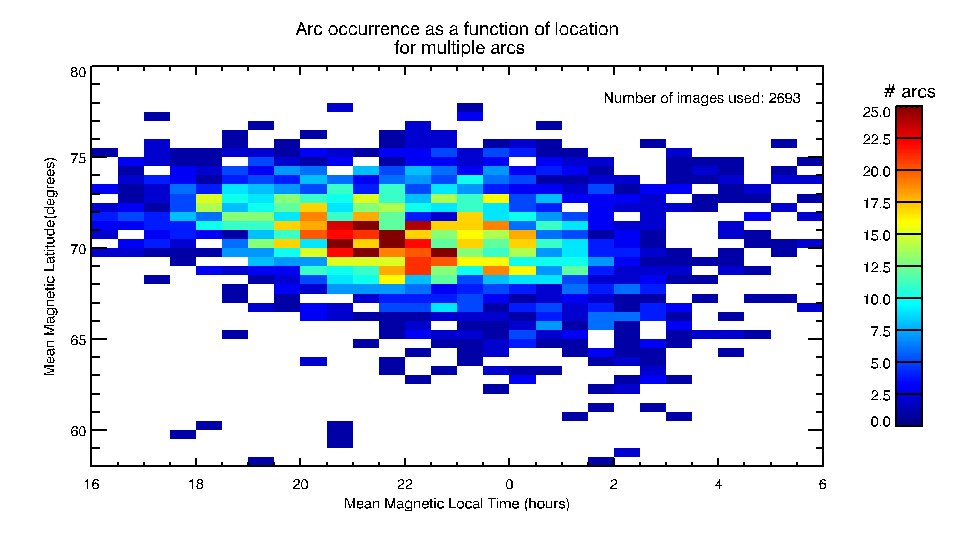 Arc occurrence as a function of location
for multiple arcs
Number of images used: 2693
# arcs
25.0
22.5
20.0
17.5
15.0
12.5
10.0
7.5
5.0
2.5
0.0
80
75
70
65
60
Mean Magnetic Latitude(degrees)
16 18 20 22 0 2 4 6
Mean Magnetic Local Time (hours)